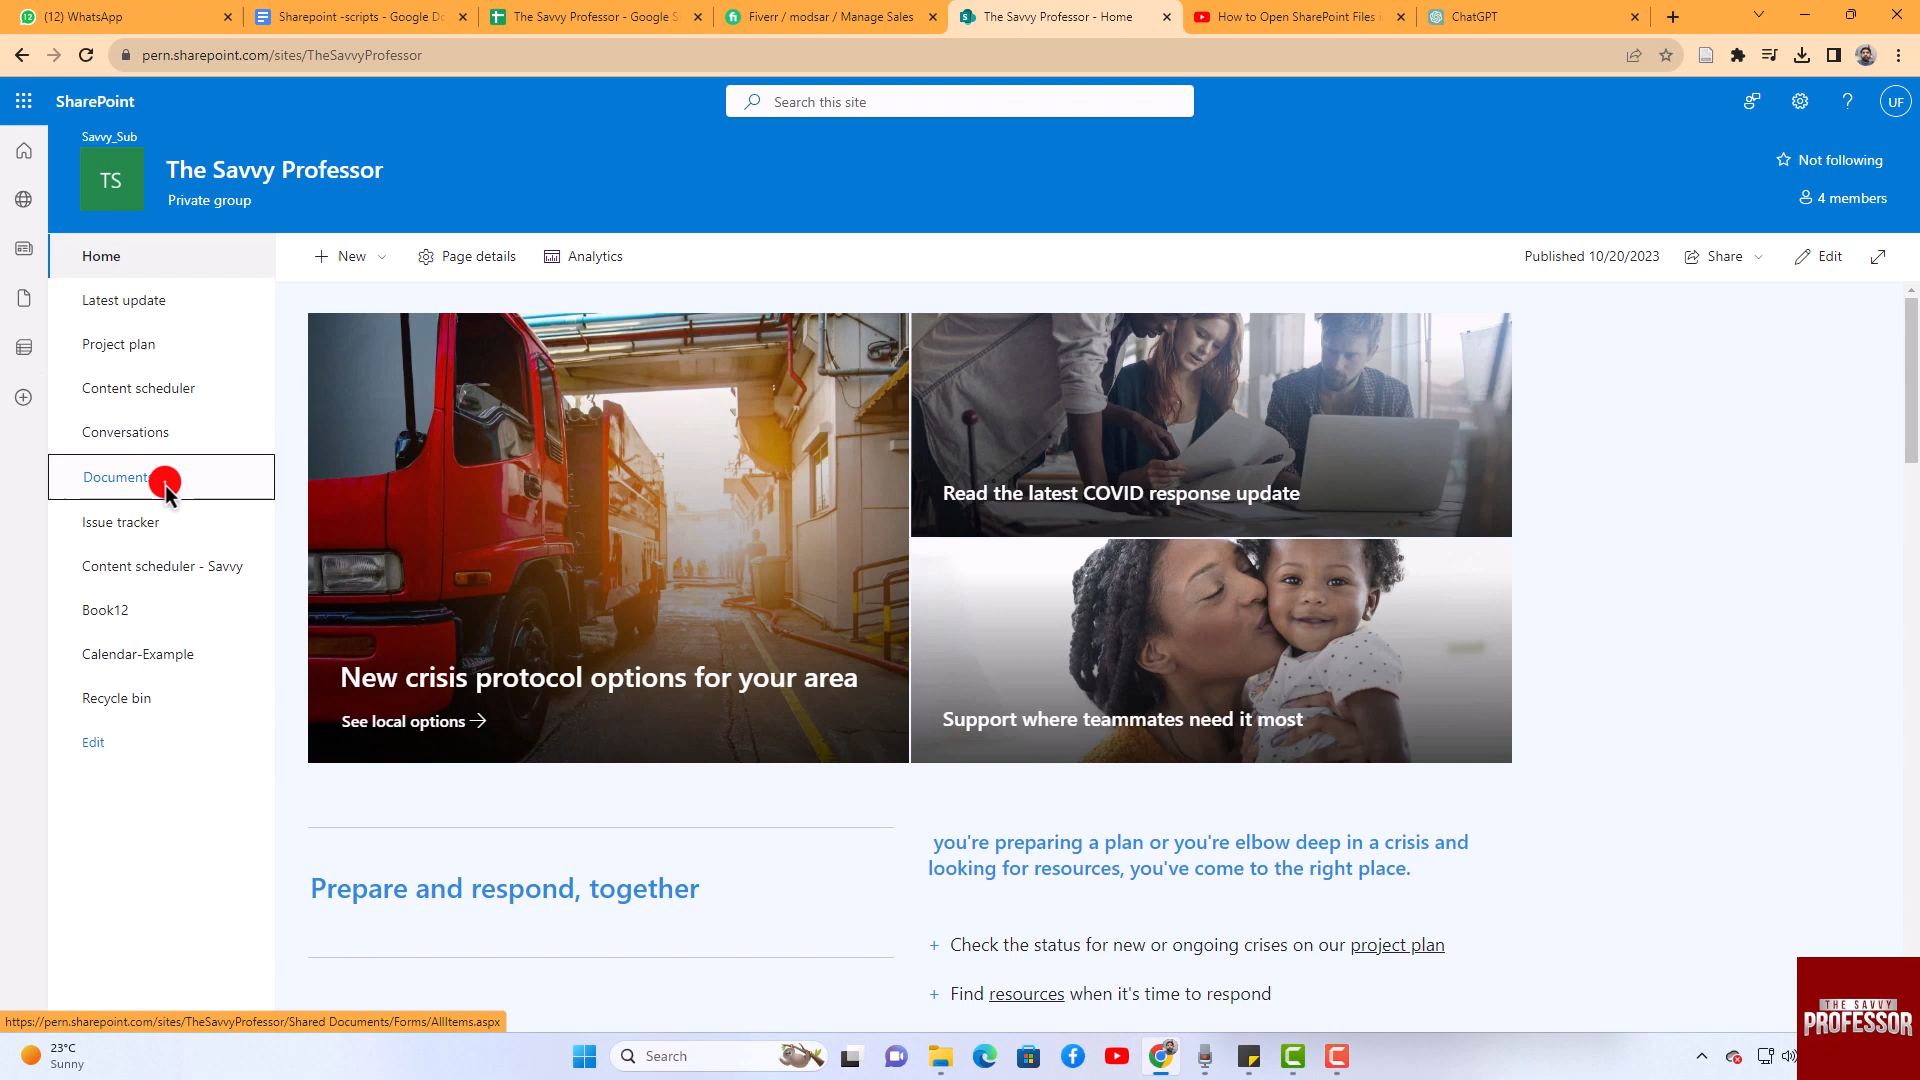 (12) WhatsApp
Sharepoint -scripts - Google Do
The Savvy Professor - Google S
Fiverr / modsar / Manage Sales
The Savvy Professor - Home
How to Open SharePoint Files i
ChatGPT
pern.sharepoint.com/sites/TheSavvyProfessor
SharePoint
Search this site
UF
Savvy_Sub
TS
The Savvy Professor
Private group
Not following
4 members
Home
New
Page details
Analytics
Published 10/20/2023
Share
Edit
Latest update
Project plan
Content scheduler
Conversations
Documents
Issue tracker
Content scheduler - Savvy
Book12
Calendar-Example
Recycle bin
Edit
Read the latest COVID response update
New crisis protocol options for your area
See local options
Support where teammates need it most
Prepare and respond, together
you're preparing a plan or you're elbow deep in a crisis and
looking for resources, you've come to the right place.
+ Check the status for new or ongoing crises on our project plan
+ Find resources when it's time to respond
https://pern.sharepoint.com/sites/TheSavvyProfessor/Shared Documents/Forms/AllItems.aspx
23°C
Sunny
Search
THE SAVVY
PROFESSOR